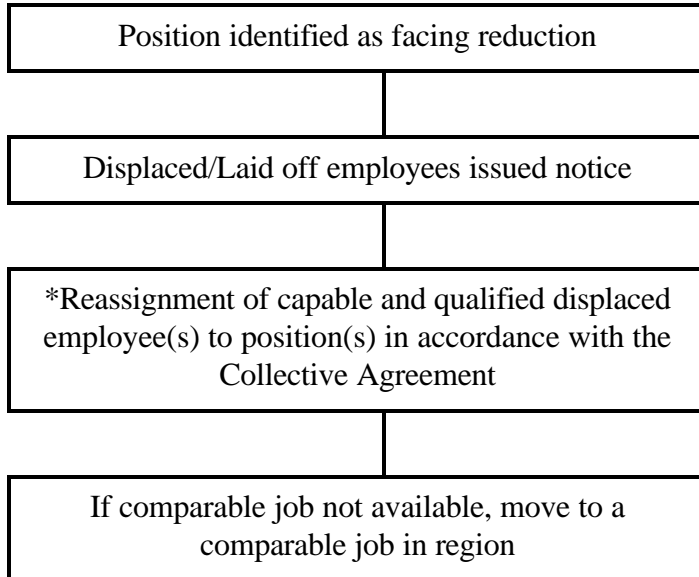 Position identified as facing reduction
Displaced/Laid off employees issued notice
*Reassignment of capable and qualified displaced
employee(s) to position(s) in accordance with the
Collective Agreement
If comparable job not available, move to a
comparable job in region